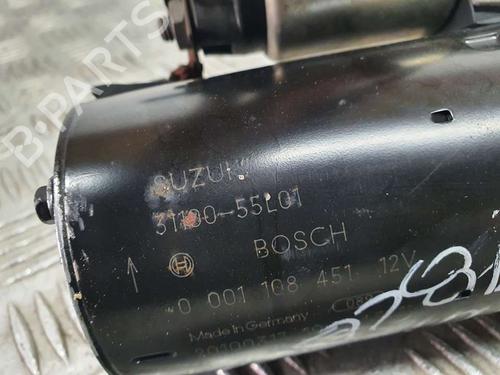 B-PARTS
SUZUKI
31100-55L01
BOSCH
0 001 108 451 12V
Made in Germany